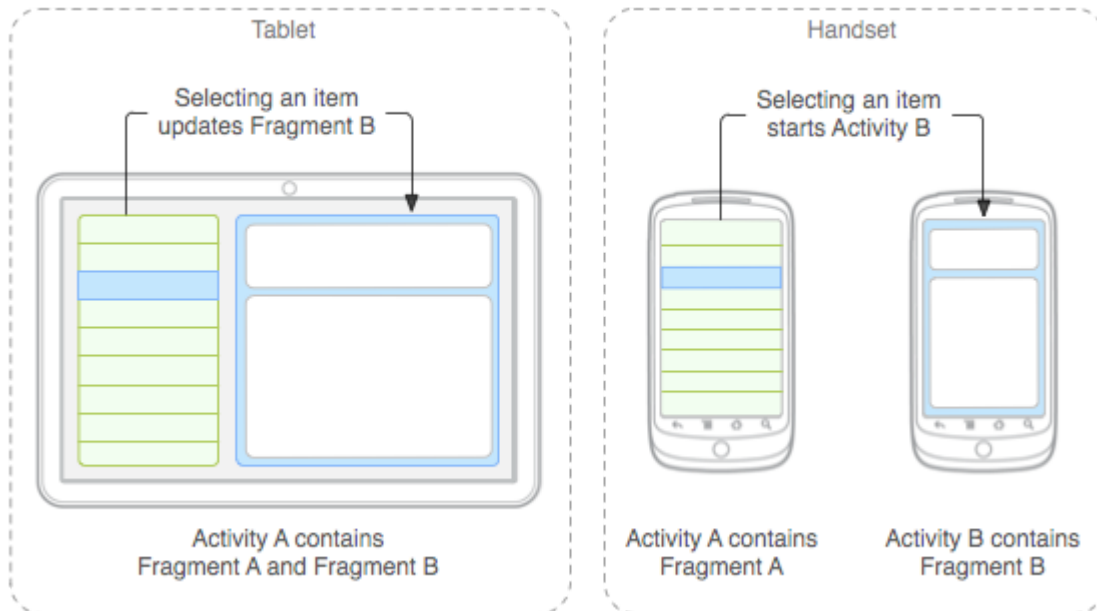 Tablet
Selecting an item
updates Fragment B
Activity A contains
Fragment A and Fragment B
Handset
Selecting an item
starts Activity B
Activity A contains
Fragment A
Activity B contains
Fragment B